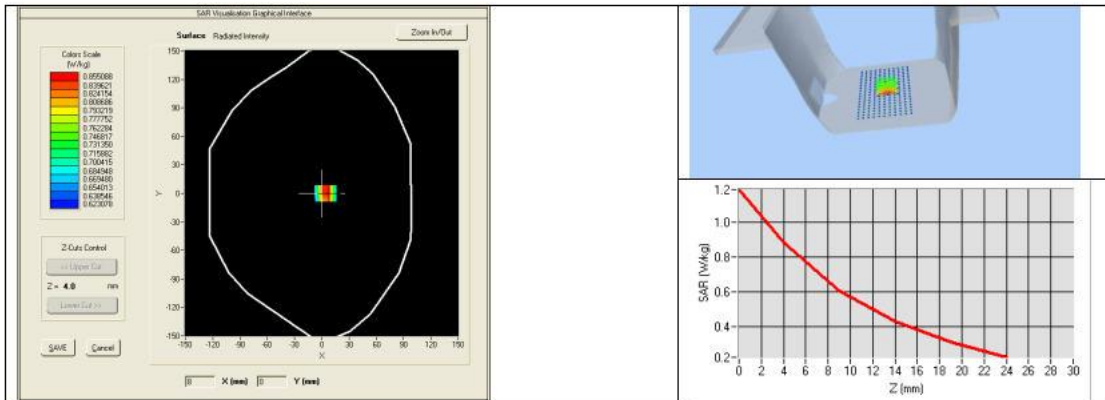 SAR Visualisation Graphical Interface
Surface Radiated Intensity
Zoom In/Out
Colors Scale
(W/kg)
0.855088
0.839621
0.824154
0.808686
0.793219
0.777752
0.762284
0.746817
0.731350
0.715882
0.700415
0.684948
0.669480
0.654013
0.638546
0.623078
Z-Cuts Control
<< Upper Cut
Z = 4.0 mm
Lower Cut >>
SAVE Cancel
150
120
90
60
30
0
-30
-60
-90
-120
-150
Y
-150 -120 -90 -60 -30 0 30 60 90 120 150
X
0 X (mm) 0 Y (mm)
1.2
1.0
0.8
0.6
0.4
0.2
SAR (W/kg)
0 2 4 6 8 10 12 14 16 18 20 22 24 26 28 30
Z (mm)